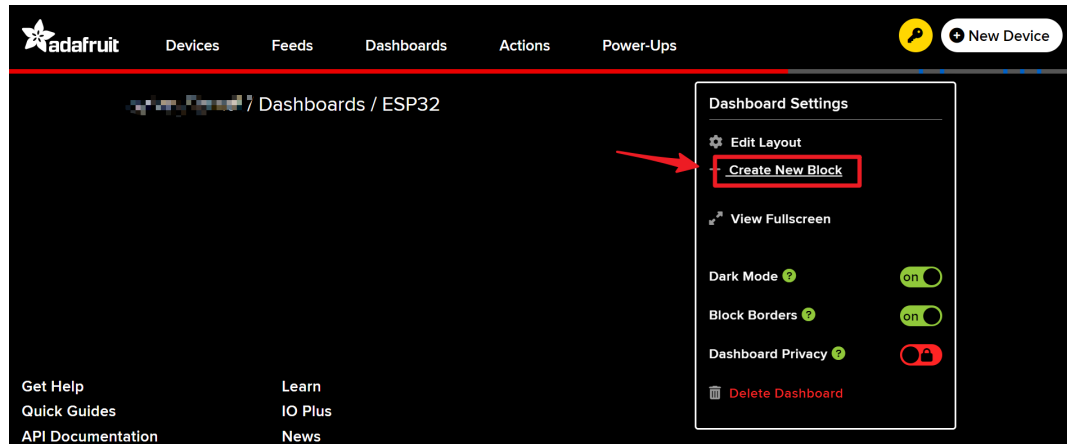 adafruit Devices Feeds Dashboards Actions Power-Ups New Device
/ Dashboards / ESP32
Dashboard Settings
Edit Layout
Create New Block
View Fullscreen
Dark Mode ? on
Block Borders ? on
Dashboard Privacy ?
Delete Dashboard
Get Help Learn
Quick Guides IO Plus
API Documentation News